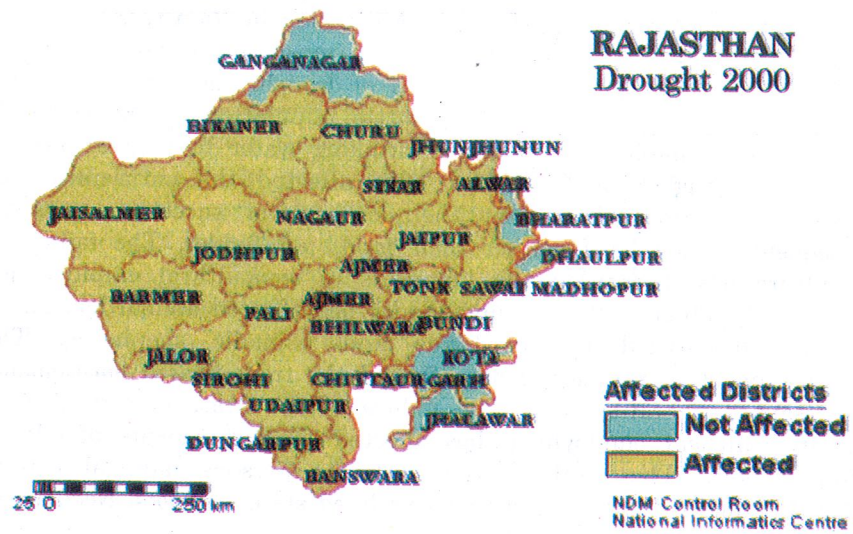 RAJASTHAN
Drought 2000
GANGANAGAR
BIKANER
CHURU
JHUNJHUNUN
SIKAR
ALWAR
JAISALMER
NAGAUR
BHARATPUR
JAIPUR
JODHPUR
DHAULPUR
AJMER
TONK
SAWAI MADHOPUR
BARMER
AJMER
PALI
BHILWARA
BUNDI
JALOR
KOTA
SIROHI
CHITTAURGARH
UDAIPUR
JHALAWAR
DUNGARPUR
BANSWARA
Affected Districts
Not Affected
Affected
25 0 250 km
NDM Control Room
National Informatics Centre